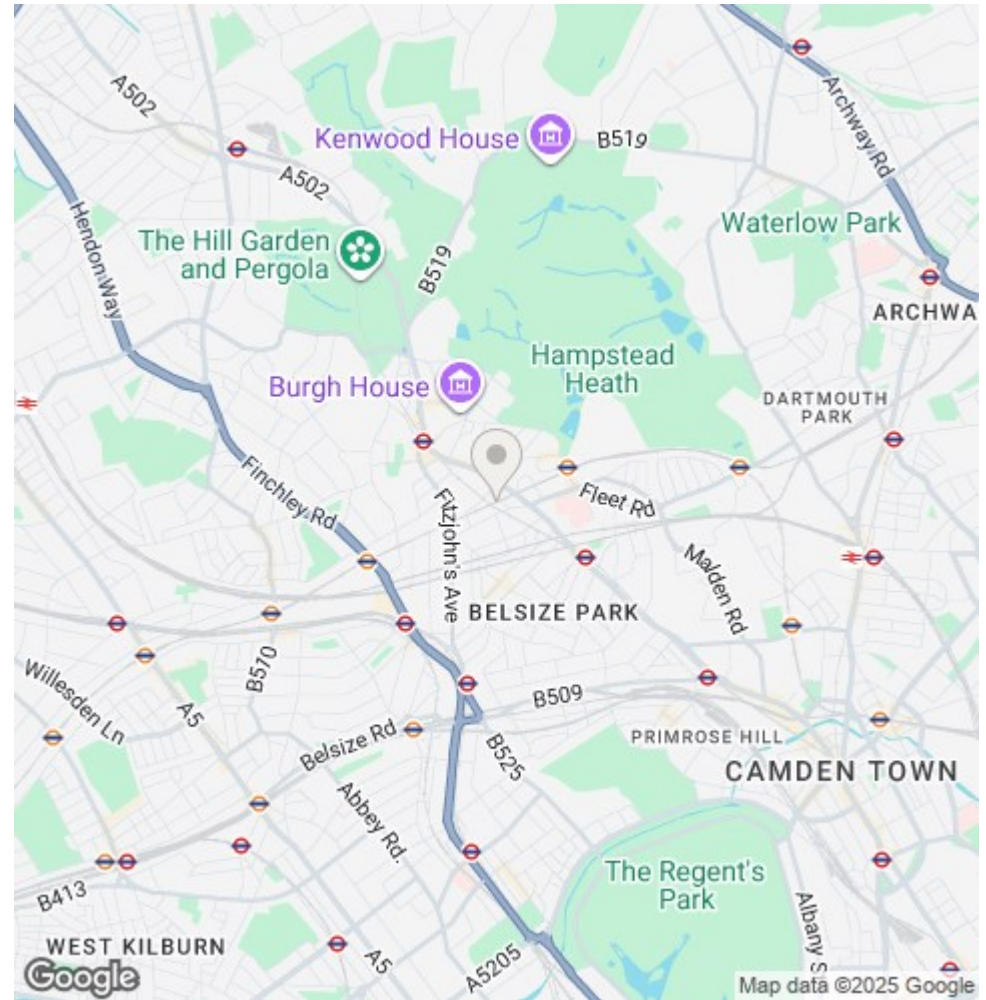 A502
Kenwood House
B519
A502
Archway Rd
Waterlow Park
The Hill Garden
and Pergola
B519
Hendon Way
ARCHWA
Hampstead
Heath
Burgh House
DARTMOUTH
PARK
Finchley Rd
Fitzjohn's Ave
Fleet Rd
Malden Rd
BELSIZE PARK
B510
Willesden Ln
A5
B509
Belsize Rd
B525
PRIMROSE HILL
CAMDEN TOWN
Abbey Rd.
The Regent's
Park
B413
Albany S
WEST KILBURN
A5
A5205
Google
Map data ©2025 Google